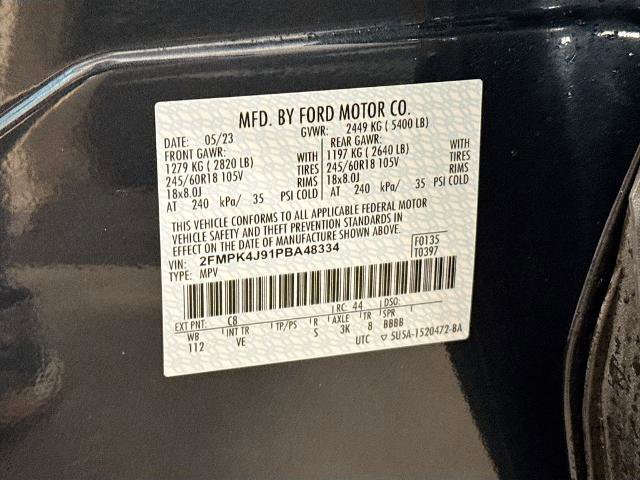 MFD. BY FORD MOTOR CO.
DATE: 05/23 GVWR: 2449 KG ( 5400 LB)
FRONT GAWR: REAR GAWR:
1279 KG ( 2820 LB) WITH 1197 KG ( 2640 LB) WITH
245/60R18 105V TIRES 245/60R18 105V TIRES
18x8.0J RIMS 18x8.0J RIMS
AT 240 kPa/ 35 PSI COLD AT 240 kPa/ 35 PSI COLD
THIS VEHICLE CONFORMS TO ALL APPLICABLE FEDERAL MOTOR
VEHICLE SAFETY AND THEFT PREVENTION STANDARDS IN
EFFECT ON THE DATE OF MANUFACTURE SHOWN ABOVE.
VIN: 2FMPK4J91PBA48334 F0135
TYPE: MPV T0397
EXT PNT: C8 RC: 44 DSO:
WB INT TR TP/PS R AXLE TR SPR
112 VE S 3K 8 BBBB
UTC ▽ 5U5A-1520472-BA